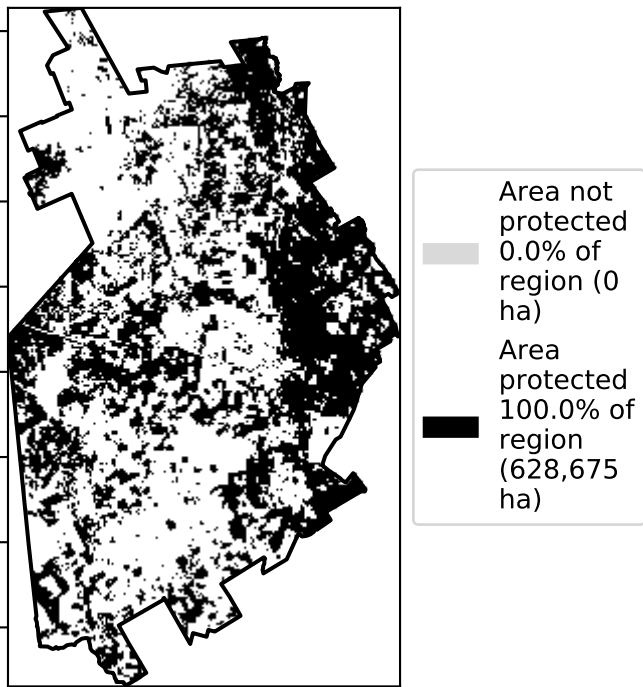 Area not
protected
0.0% of
region (0
ha)
Area
protected
100.0% of
region
(628,675
ha)